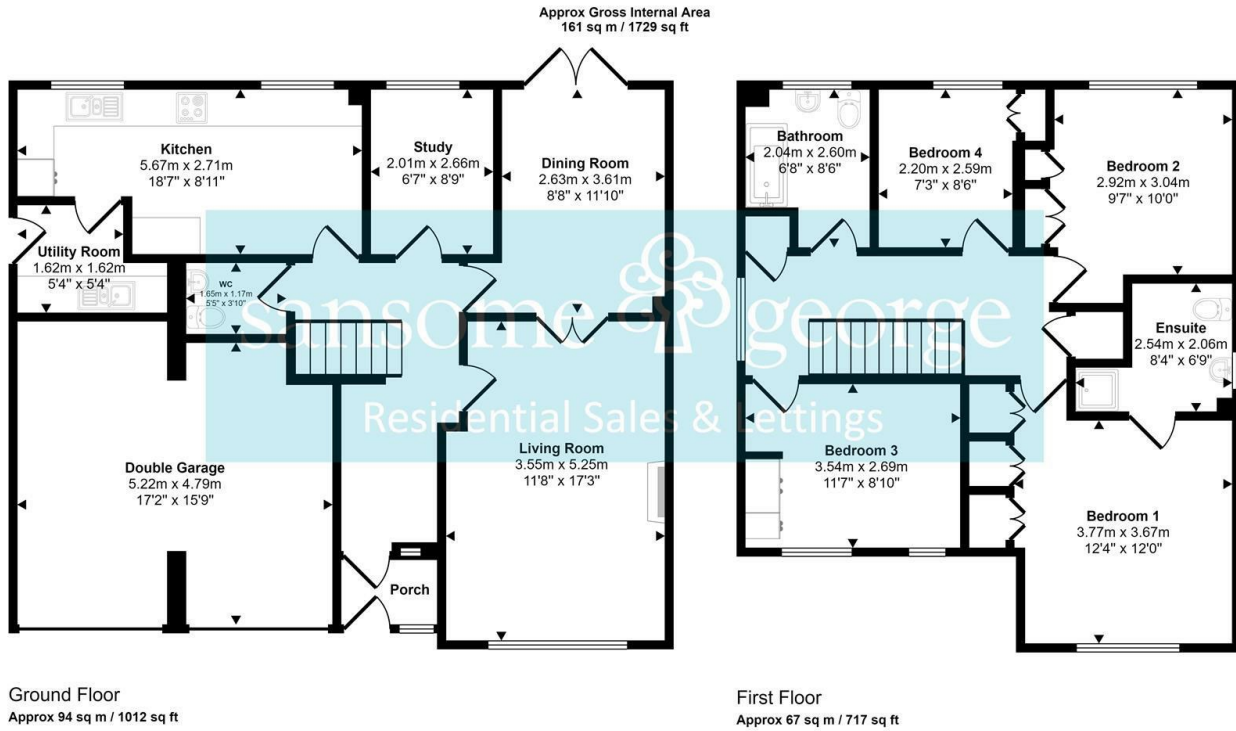 Approx Gross Internal Area
161 sq m / 1729 sq ft
Kitchen
5.67m x 2.71m
18'7" x 8'11"
Study
2.01m x 2.66m
6'7" x 8'9"
Dining Room
2.63m x 3.61m
8'8" x 11'10"
Utility Room
1.62m x 1.62m
5'4" x 5'4"
WC
1.65m x 1.17m
5'5" x 3'10"
Double Garage
5.22m x 4.79m
17'2" x 15'9"
Living Room
3.55m x 5.25m
11'8" x 17'3"
Porch
Ground Floor
Approx 94 sq m / 1012 sq ft
Bathroom
2.04m x 2.60m
6'8" x 8'6"
Bedroom 4
2.20m x 2.59m
7'3" x 8'6"
Bedroom 2
2.92m x 3.04m
9'7" x 10'0"
Ensuite
2.54m x 2.06m
8'4" x 6'9"
Bedroom 3
3.54m x 2.69m
11'7" x 8'10"
Bedroom 1
3.77m x 3.67m
12'4" x 12'0"
First Floor
Approx 67 sq m / 717 sq ft
sansome george
Residential Sales & Lettings